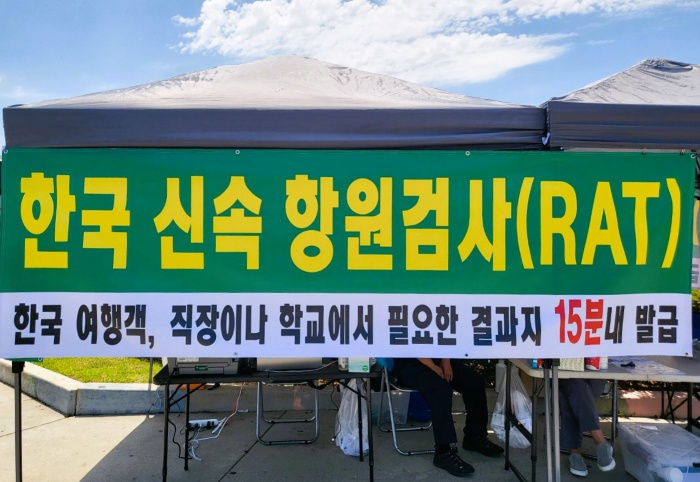 한국 신속 항원검사(RAT)
한국 여행객, 직장이나 학교에서 필요한 결과지 15분내 발급